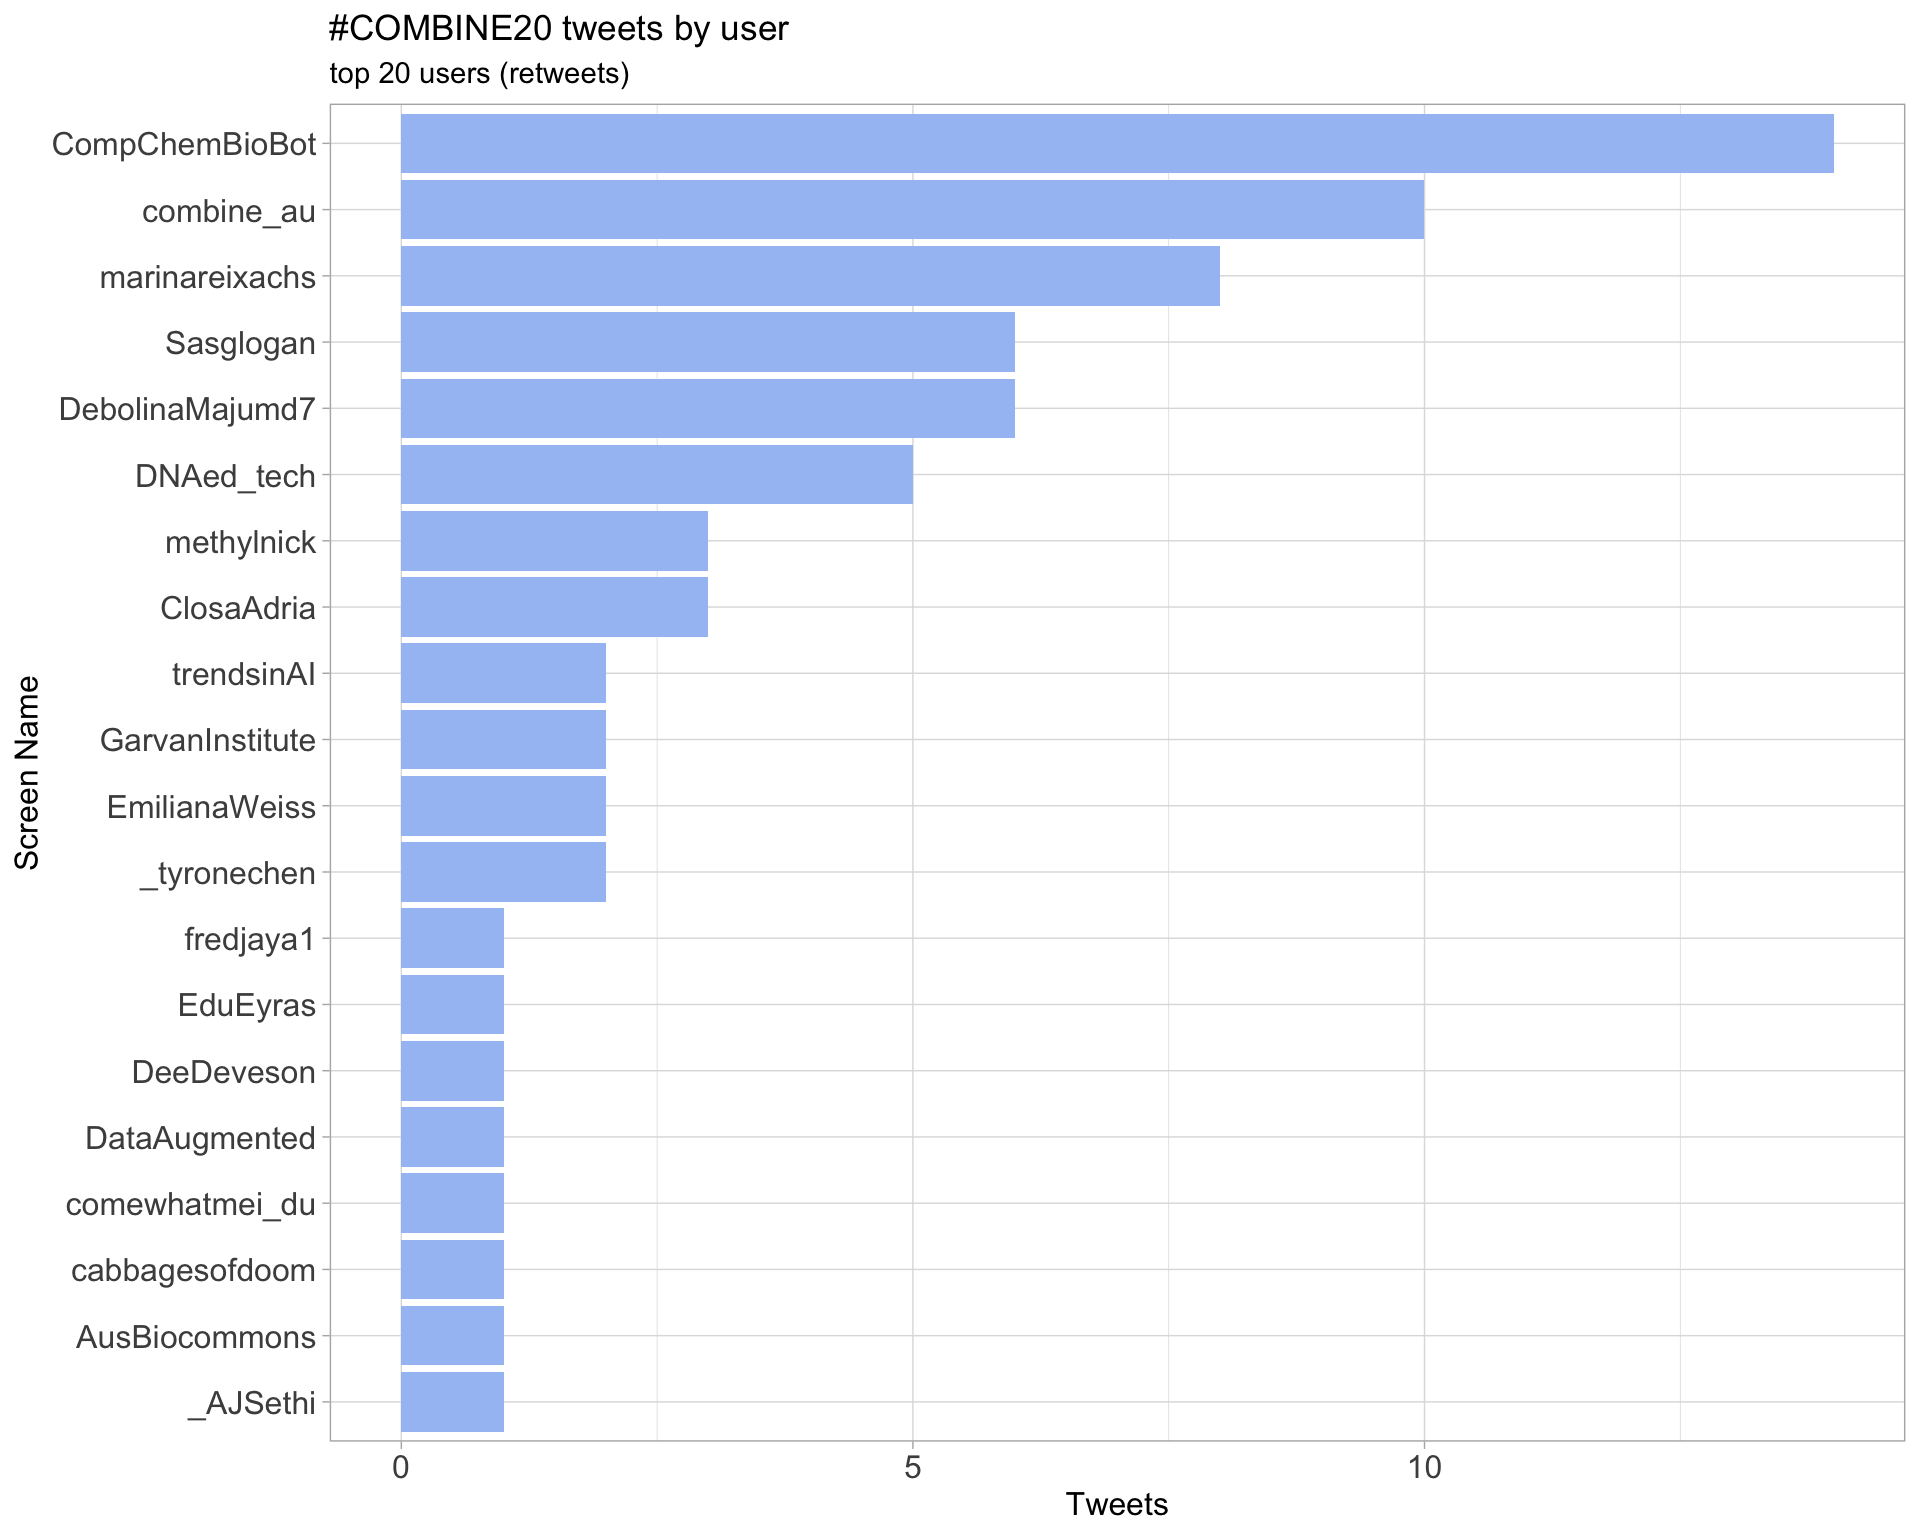 #COMBINE20 tweets by user
top 20 users (retweets)
CompChemBioBot
combine_au
marinareixachs
Sasglogan
DebolinaMajumd7
DNAed_tech
methylnick
ClosaAdria
trendsinAI
GarvanInstitute
EmilianaWeiss
_tyronechen
fredjaya1
EduEyras
DeeDeveson
DataAugmented
comewhatmei_du
cabbagesofdoom
AusBiocommons
_AJSethi
Screen Name
0 5 10
Tweets